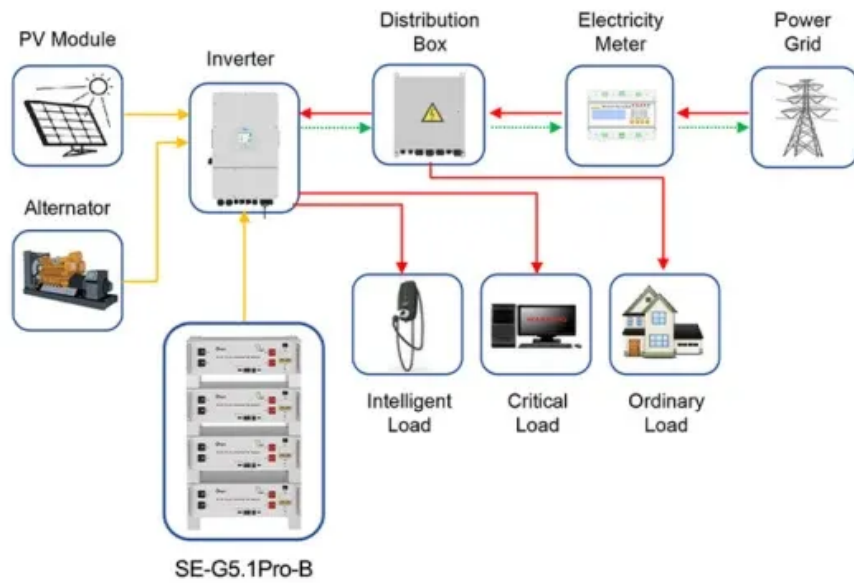 PV Module
Inverter
Distribution
Box
Electricity
Meter
Power
Grid
Alternator
Intelligent
Load
Critical
Load
Ordinary
Load
SE-G5.1Pro-B